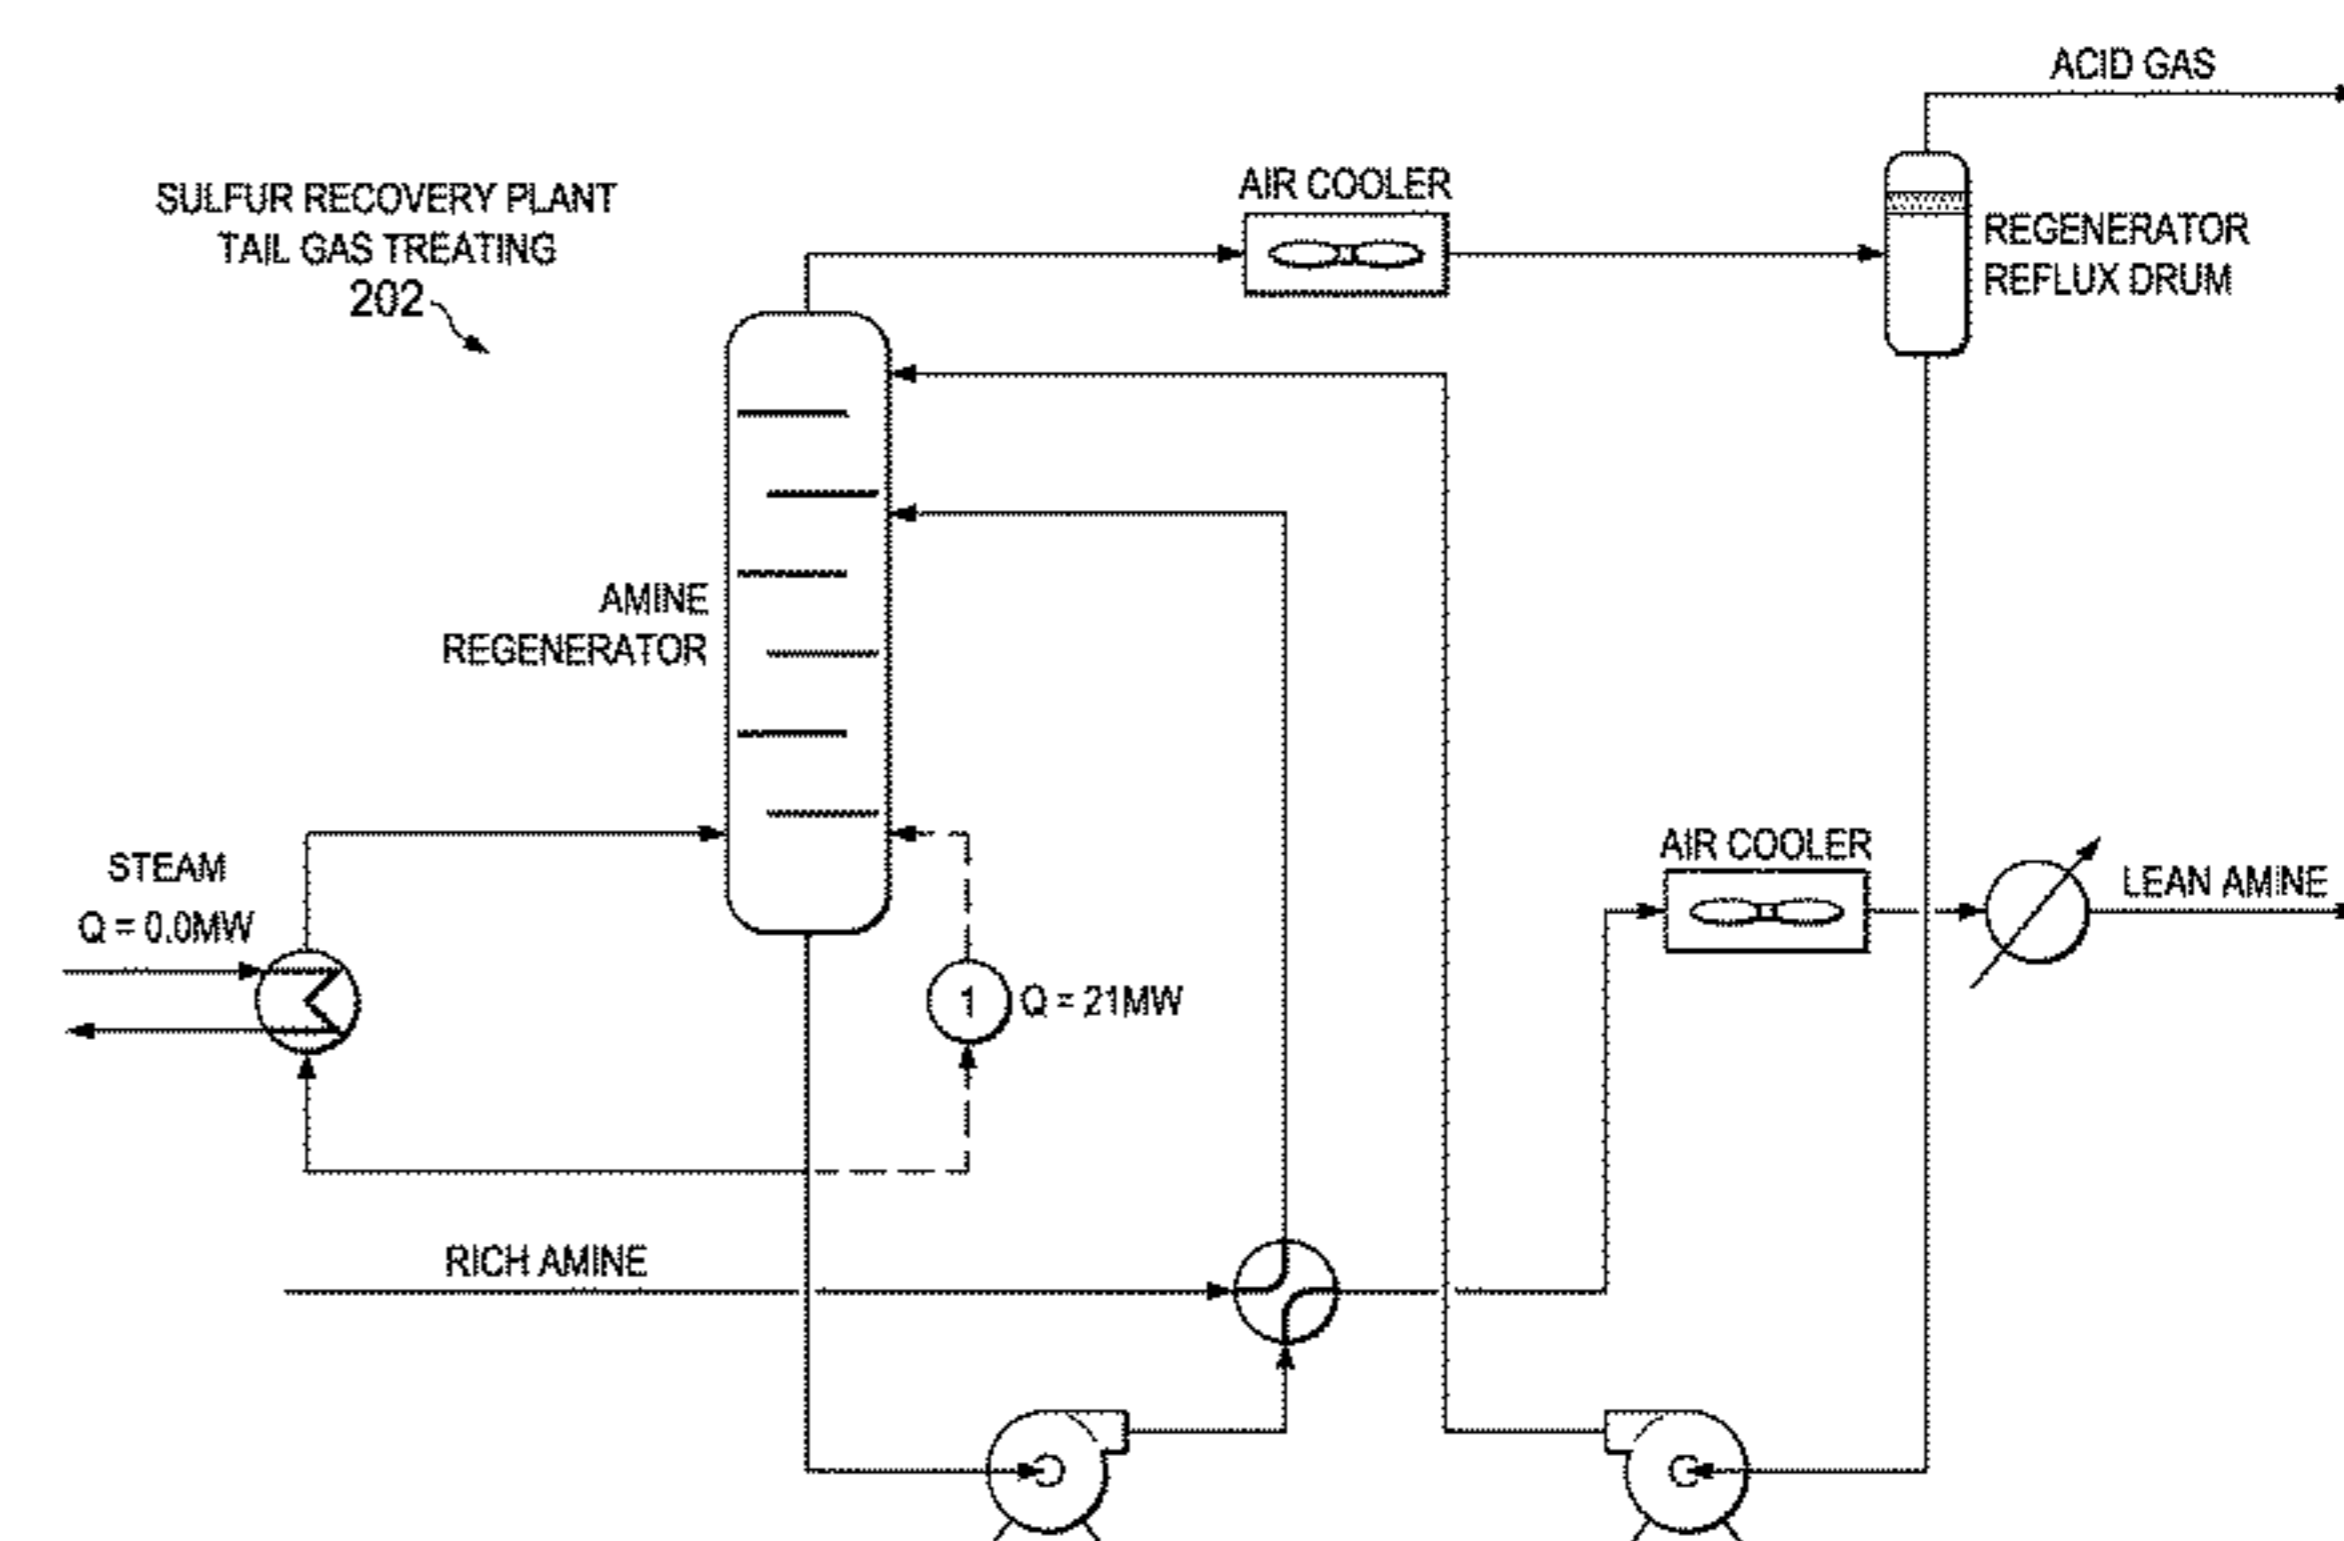 ACID GAS
SULFUR RECOVERY PLANT
TAIL GAS TREATING
202
AIR COOLER
REGENERATOR
REFLUX DRUM
AMINE
REGENERATOR
STEAM
Q = 0.0MW
AIR COOLER
LEAN AMINE
1
Q = 21MW
RICH AMINE